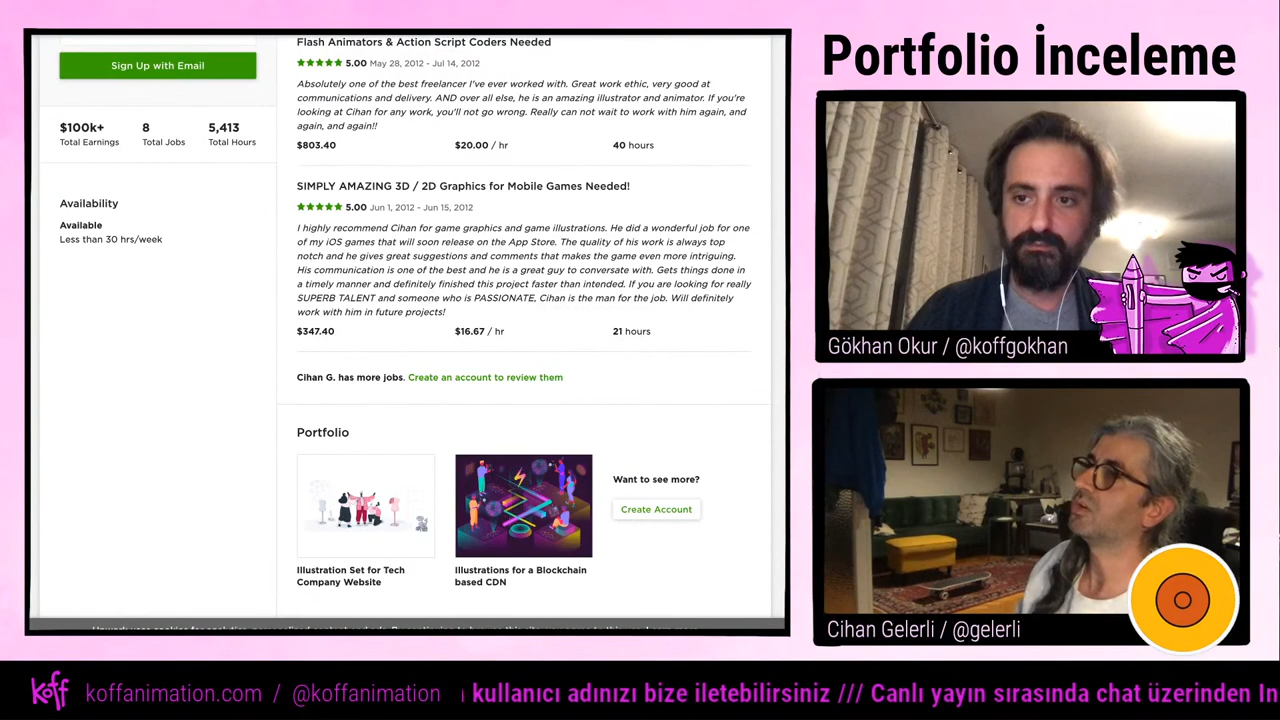 Portfolio İnceleme
Sign Up with Email
$100k+ 8 5,413
Total Earnings Total Jobs Total Hours
Availability
Available
Less than 30 hrs/week
Flash Animators & Action Script Coders Needed
5.00 May 28, 2012 - Jul 14, 2012
Absolutely one of the best freelancer I've ever worked with. Great work ethic, very good at
communications and delivery. AND over all else, he is an amazing illustrator and animator. If you're
looking at Cihan for any work, you'll not go wrong. Really can not wait to work with him again, and
again, and again!!
$803.40 $20.00 / hr 40 hours
SIMPLY AMAZING 3D / 2D Graphics for Mobile Games Needed!
5.00 Jun 1, 2012 - Jun 15, 2012
I highly recommend Cihan for game graphics and game illustrations. He did a wonderful job for one
of my iOS games that will soon release on the App Store. The quality of his work is always top
notch and he gives great suggestions and comments that makes the game even more intriguing.
His communication is one of the best and he is a great guy to conversate with. Gets things done in
a timely manner and definitely finished this project faster than intended. If you are looking for really
SUPERB TALENT and someone who is PASSIONATE, Cihan is the man for the job. Will definitely
work with him in future projects!
$347.40 $16.67 / hr 21 hours
Cihan G. has more jobs. Create an account to review them
Portfolio
Want to see more?
Create Account
Illustration Set for Tech
Company Website
Illustrations for a Blockchain
based CDN
Gökhan Okur / @koffgokhan
Cihan Gelerli / @gelerli
koff koffanimation.com / @koffanimation kullanıcı adınızı bize iletebilirsiniz /// Canlı yayın sırasında chat üzerinden In